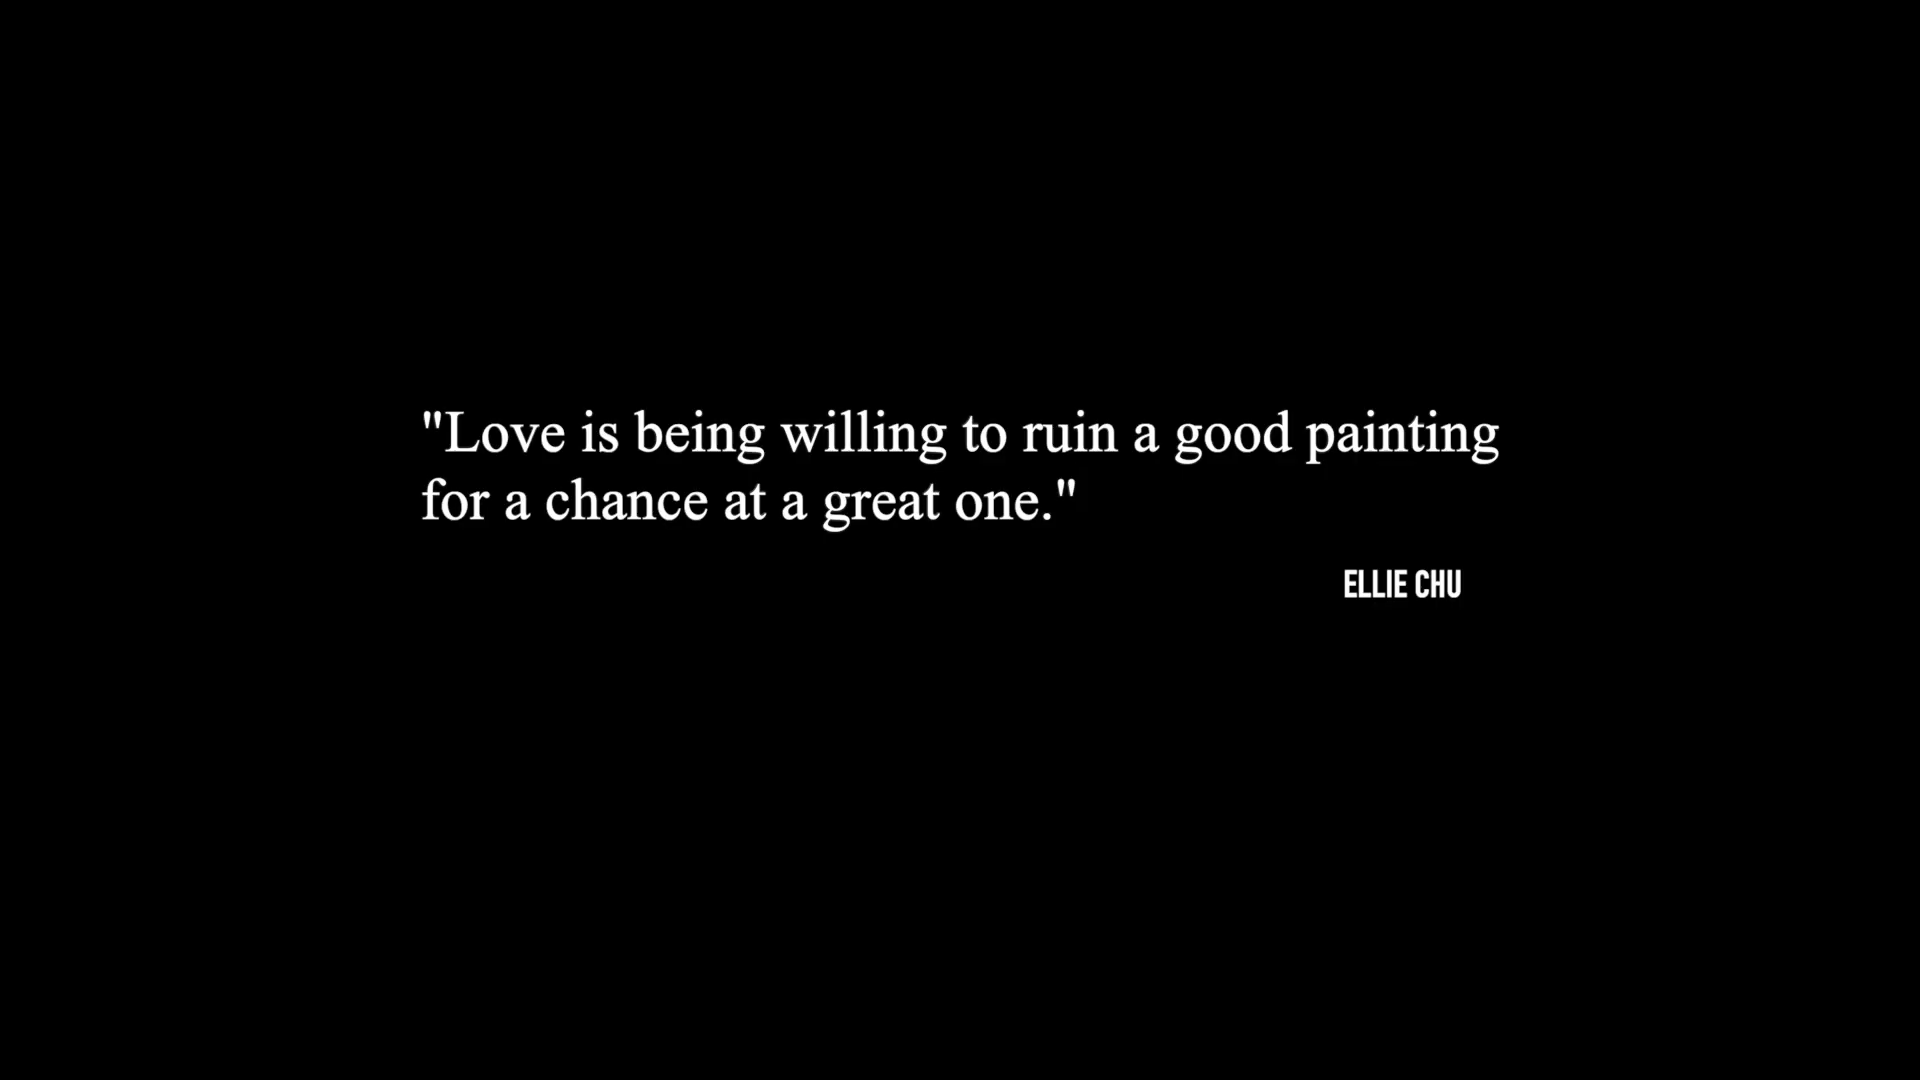 "Love is being willing to ruin a good painting
for a chance at a great one."
ELLIE CHU